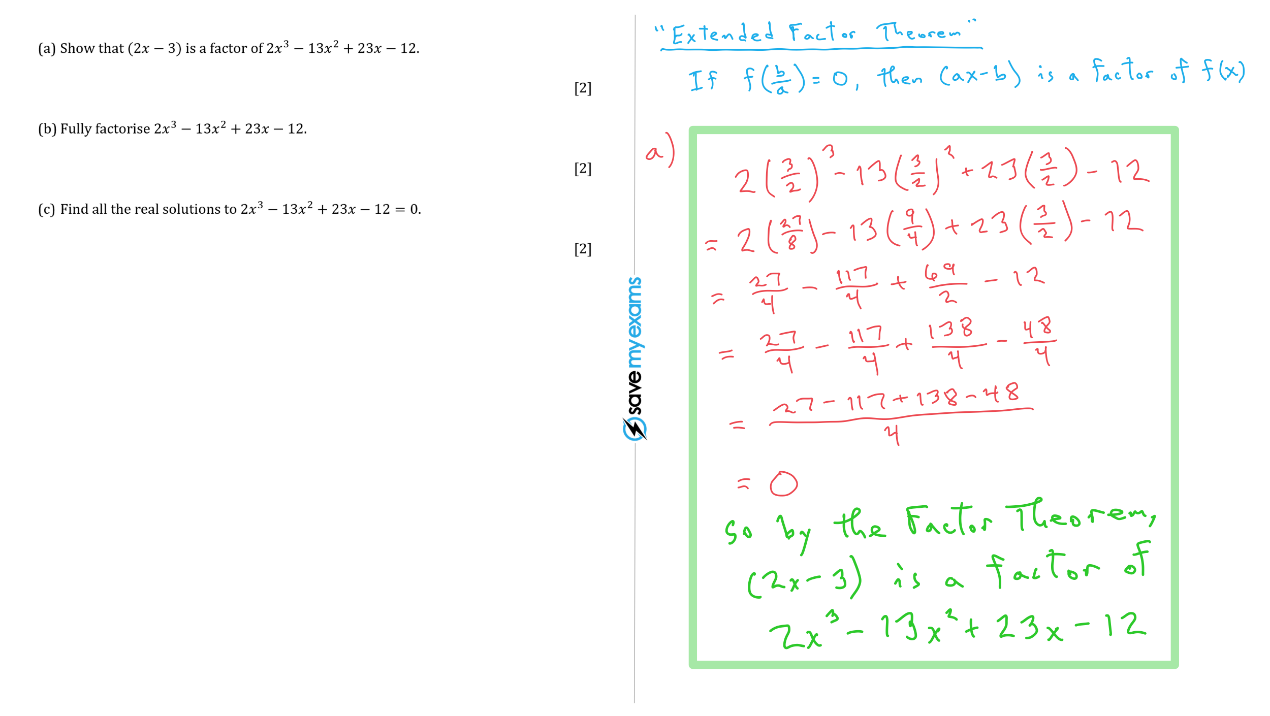 (a) Show that (2x − 3) is a factor of 2x³ − 13x² + 23x − 12.
[2]
(b) Fully factorise 2x³ − 13x² + 23x − 12.
[2]
(c) Find all the real solutions to 2x³ − 13x² + 23x − 12 = 0.
[2]
savemyexams
"Extended Factor Theorem"
If f(b/a) = 0, then (ax-b) is a factor of f(x)
a)
2(3/2)³ - 13(3/2)² + 23(3/2) - 12
= 2(27/8) - 13(9/4) + 23(3/2) - 12
= 27/4 - 117/4 + 69/2 - 12
= 27/4 - 117/4 + 138/4 - 48/4
= (27 - 117 + 138 - 48)/4
= 0
So by the Factor Theorem,
(2x-3) is a factor of
2x³ - 13x² + 23x - 12